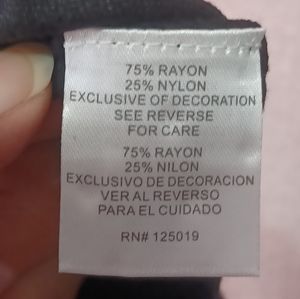 75% RAYON
25% NYLON
EXCLUSIVE OF DECORATION
SEE REVERSE
FOR CARE
75% RAYON
25% NILON
EXCLUSIVO DE DECORACION
VER AL REVERSO
PARA EL CUIDADO
RN# 125019